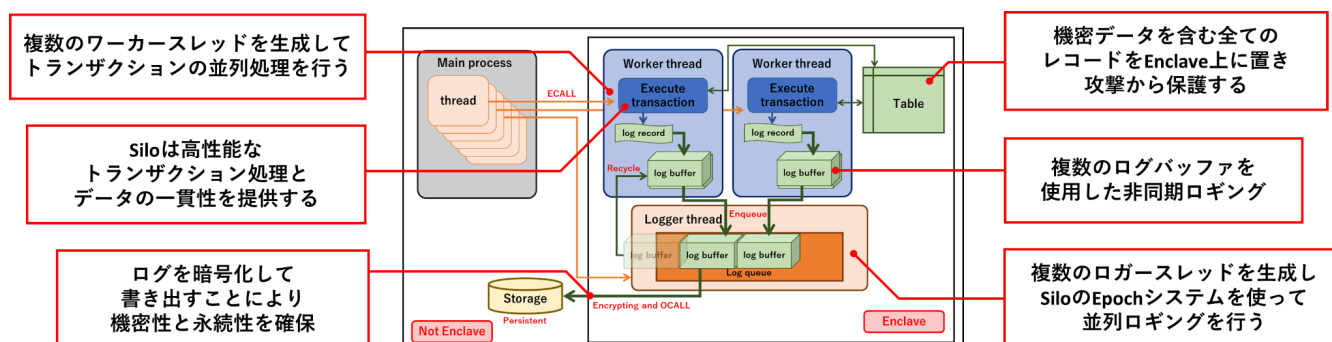 複数のワーカースレッドを生成して
トランザクションの並列処理を行う
Siloは高性能な
トランザクション処理と
データの一貫性を提供する
ログを暗号化して
書き出すことにより
機密性と永続性を確保
Main process
thread
ECALL
Worker thread
Execute
transaction
log record
log buffer
Recycle
Worker thread
Execute
transaction
log record
log buffer
Table
Enqueue
Logger thread
log buffer
log buffer
log buffer
Log queue
Storage
Persistent
Encrypting and OCALL
Not Enclave
Enclave
機密データを含む全ての
レコードをEnclave上に置き
攻撃から保護する
複数のログバッファを
使用した非同期ロギング
複数のロガースレッドを生成し
SiloのEpochシステムを使って
並列ロギングを行う